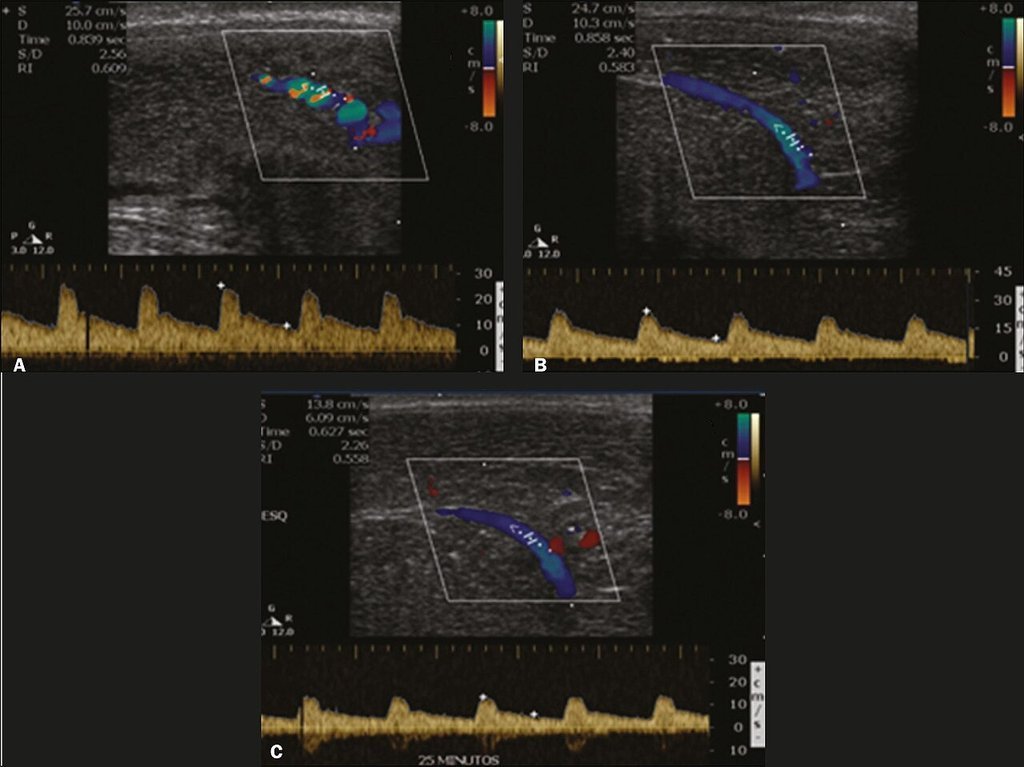 S 25.7 cm/s
D 10.0 cm/s
Time 0.839 sec
S/D 2.56
RI 0.609
+8.0
c
m
/
s
-8.0
G
P R
3.0 12.0
30
20
10
0
A
S 24.7 cm/s
D 10.3 cm/s
Time 0.858 sec
S/D 2.40
RI 0.583
+8.0
c
m
/
s
-8.0
G
R
.0 12.0
45
30
15
0
B
S 13.8 cm/s
D 6.09 cm/s
Time 0.627 sec
S/D 2.26
RI 0.558
+8.0
c
m
/
s
-8.0
ESQ
G
R
12.0
30
20
10
0
10
+
c
m
/
s
-
C
25 MINUTOS